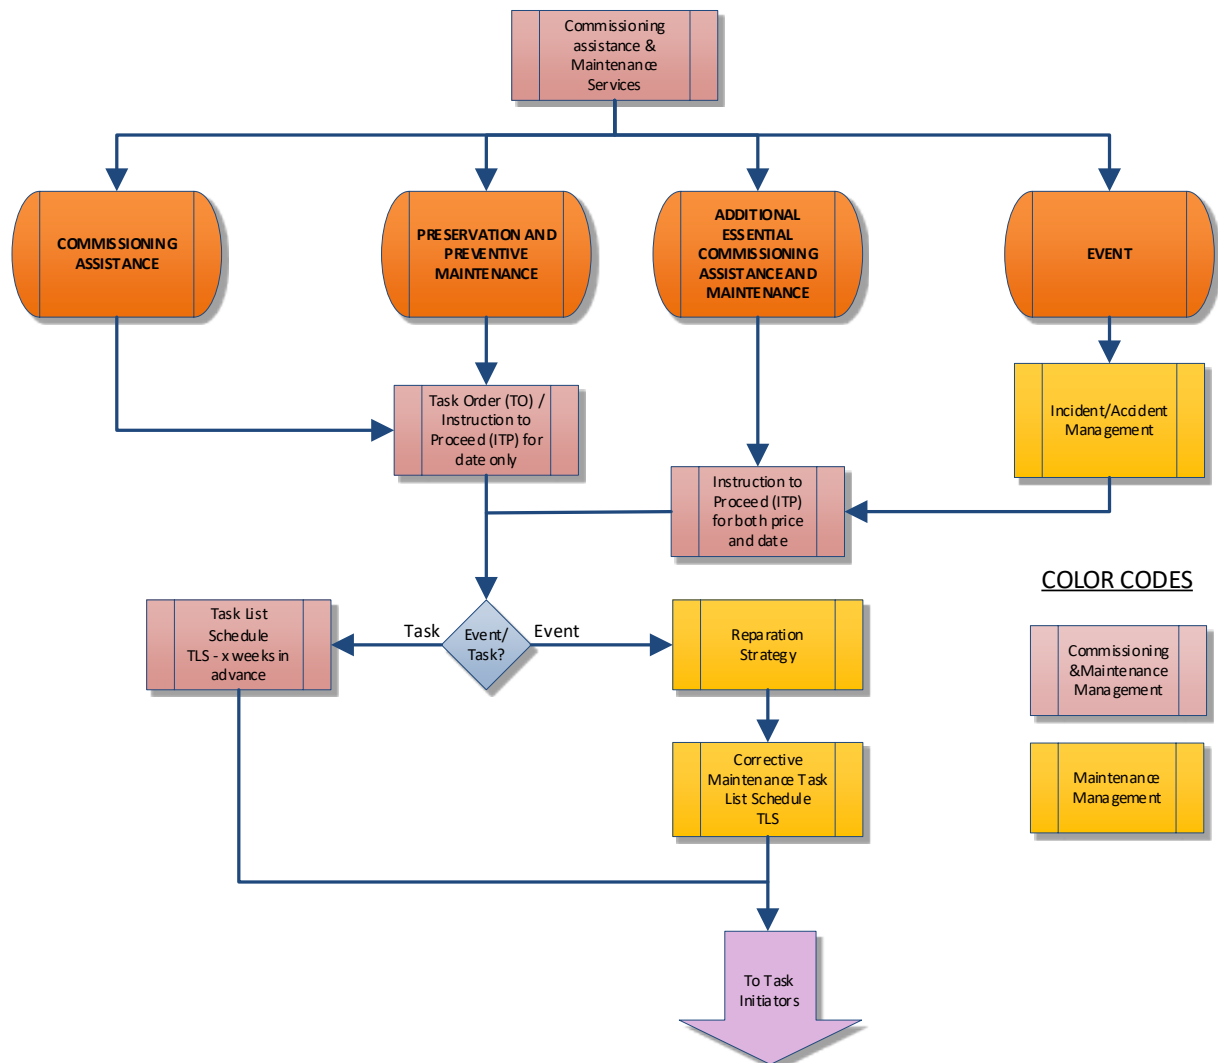 Commissioning
assistance &
Maintenance
Services
COMMISSIONING
ASSISTANCE
PRESERVATION AND
PREVENTIVE
MAINTENANCE
ADDITIONAL
ESSENTIAL
COMMISSIONING
ASSISTANCE AND
MAINTENANCE
EVENT
Task Order (TO) /
Instruction to
Proceed (ITP) for
date only
Incident/Accident
Management
Instruction to
Proceed (ITP)
for both price
and date
COLOR CODES
Task List
Schedule
TLS - x weeks in
advance
Task
Event/
Task?
Event
Reparation
Strategy
Commissioning
&Maintenance
Management
Corrective
Maintenance Task
List Schedule
TLS
Maintenance
Management
To Task
Initiators